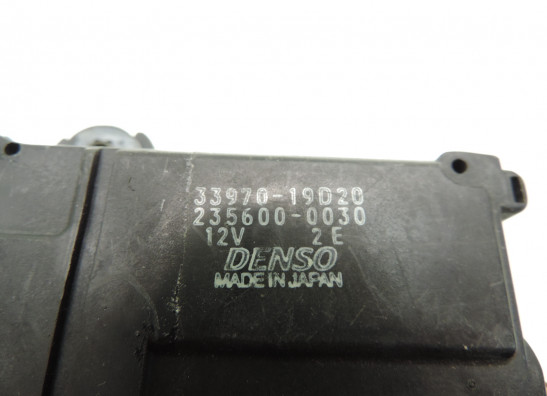 33970-19D20
235600-0030
12V 2E
DENSO
MADE IN JAPAN